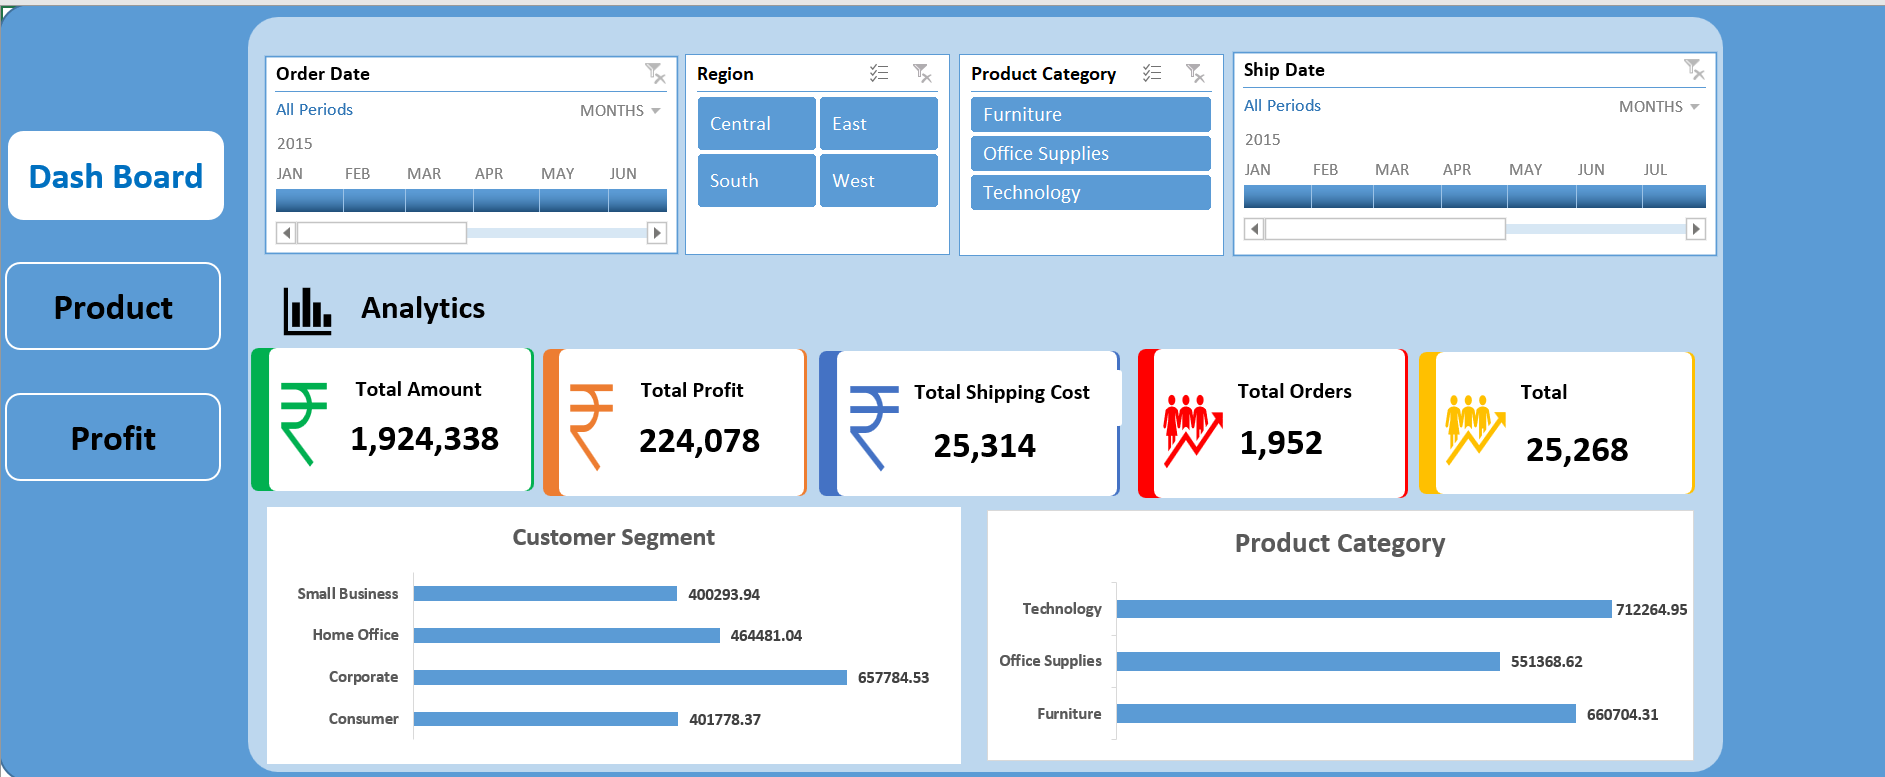 Dash Board
Product
Profit
Order Date
All Periods
MONTHS
2015
JAN FEB MAR APR MAY JUN
Region
Central East
South West
Product Category
Furniture
Office Supplies
Technology
Ship Date
All Periods
MONTHS
2015
JAN FEB MAR APR MAY JUN JUL
Analytics
₹
Total Amount
1,924,338
₹
Total Profit
224,078
₹
Total Shipping Cost
25,314
Total Orders
1,952
Total
25,268
Customer Segment
Small Business 400293.94
Home Office 464481.04
Corporate 657784.53
Consumer 401778.37
Product Category
Technology 712264.95
Office Supplies 551368.62
Furniture 660704.31